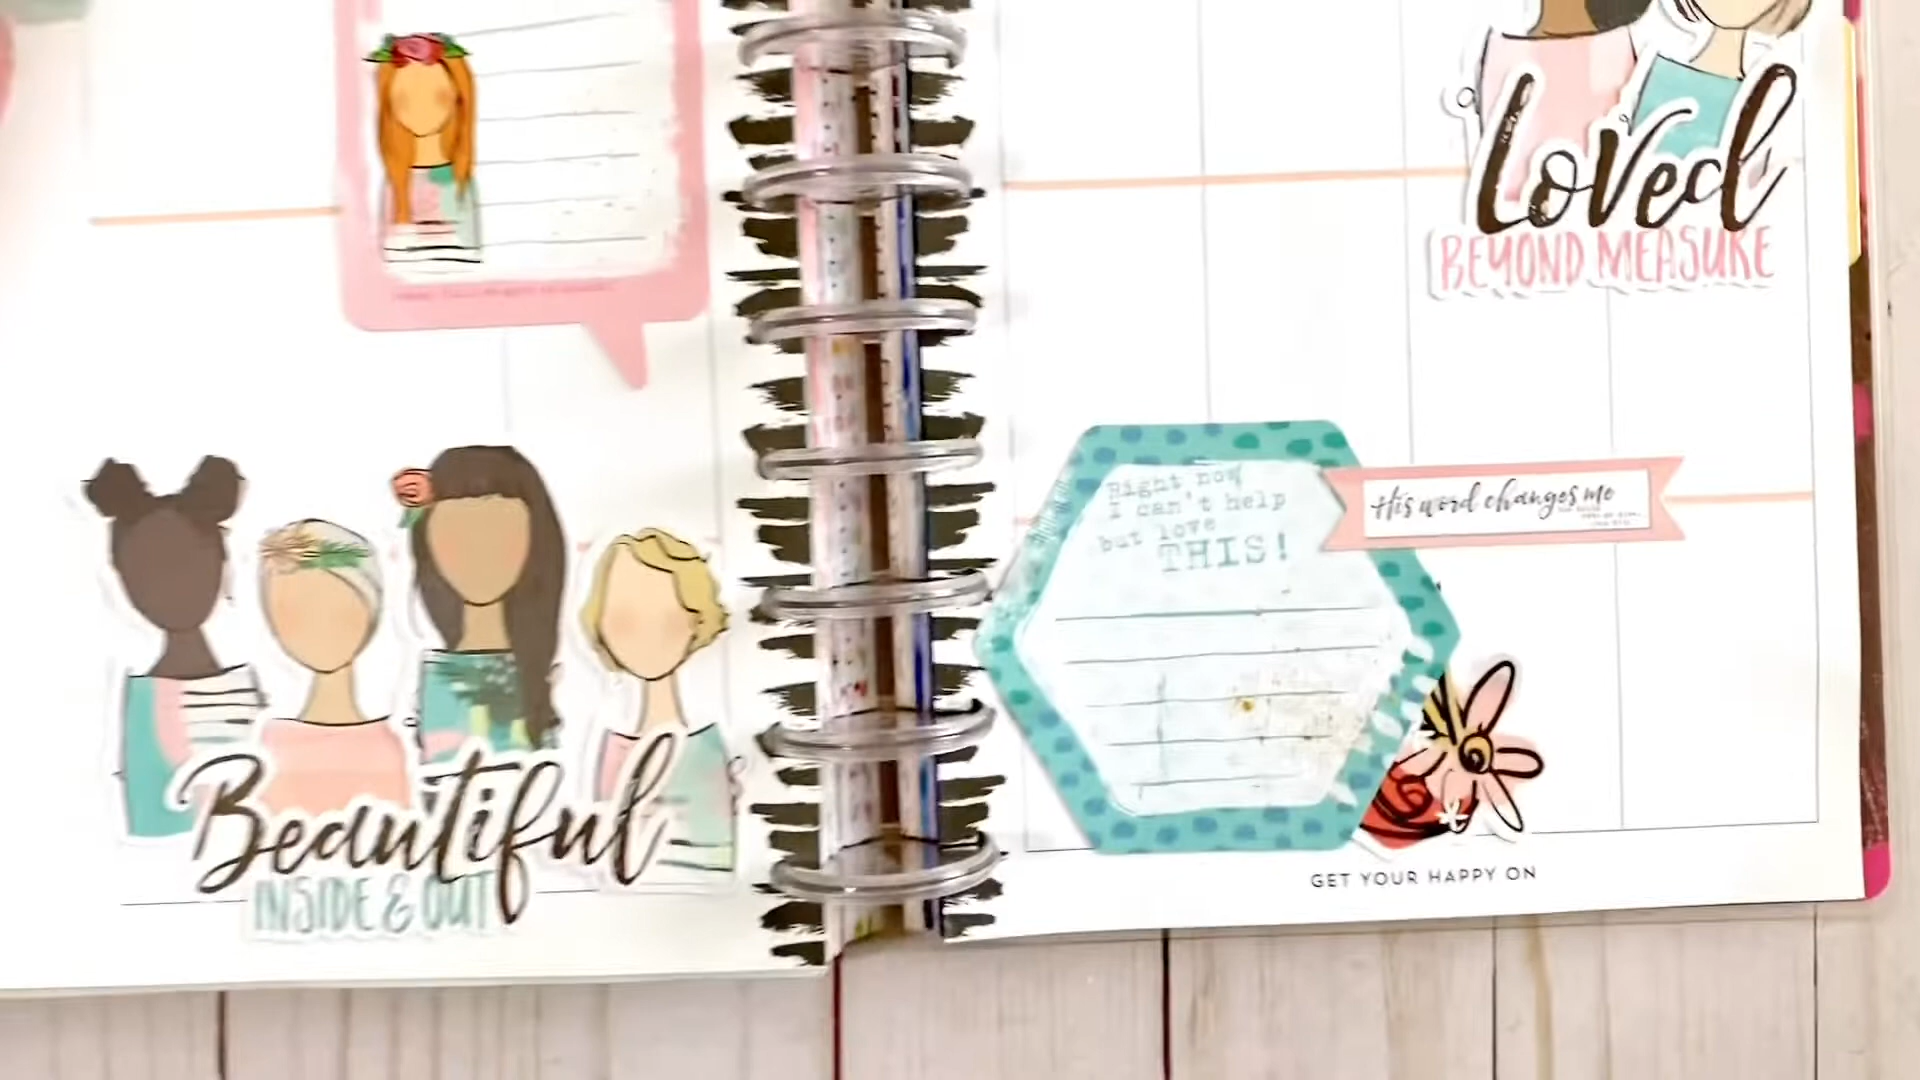 Beautiful
INSIDE & OUT
Loved
BEYOND MEASURE
Right now
I can't help
but love
THIS!
His word changes me
GET YOUR HAPPY ON